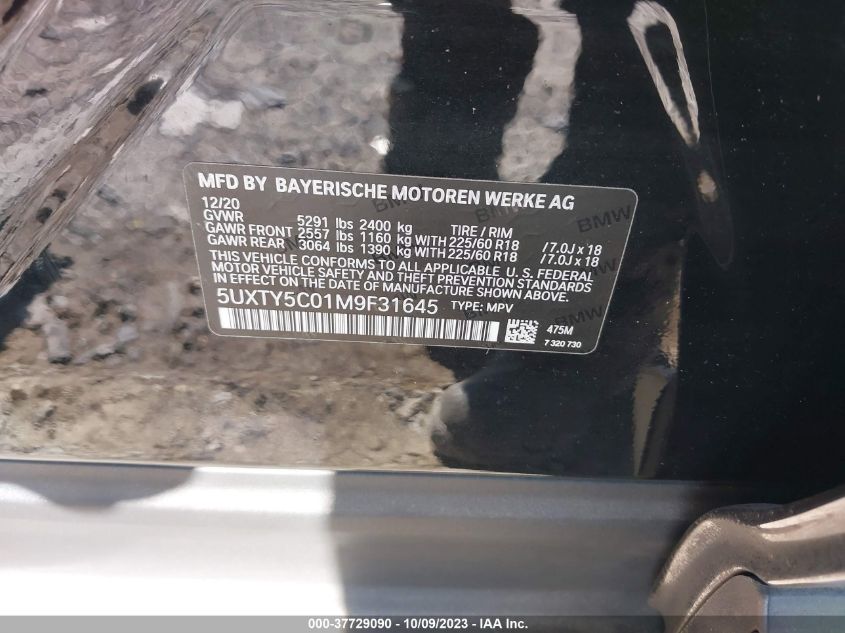 MFD BY BAYERISCHE MOTOREN WERKE AG
12/20
GVWR 5291 lbs 2400 kg TIRE / RIM
GAWR FRONT 2557 lbs 1160 kg WITH 225/60 R18 /7.0J x 18
GAWR REAR 3064 lbs 1390 kg WITH 225/60 R18 /7.0J x 18
THIS VEHICLE CONFORMS TO ALL APPLICABLE U. S. FEDERAL
MOTOR VEHICLE SAFETY AND THEFT PREVENTION STANDARDS
IN EFFECT ON THE DATE OF MANUFACTURE SHOWN ABOVE.
5UXTY5C01M9F31645 TYPE: MPV
475M
7 320 730
BMW
BMW
BMW
000-37729090 - 10/09/2023 - IAA Inc.